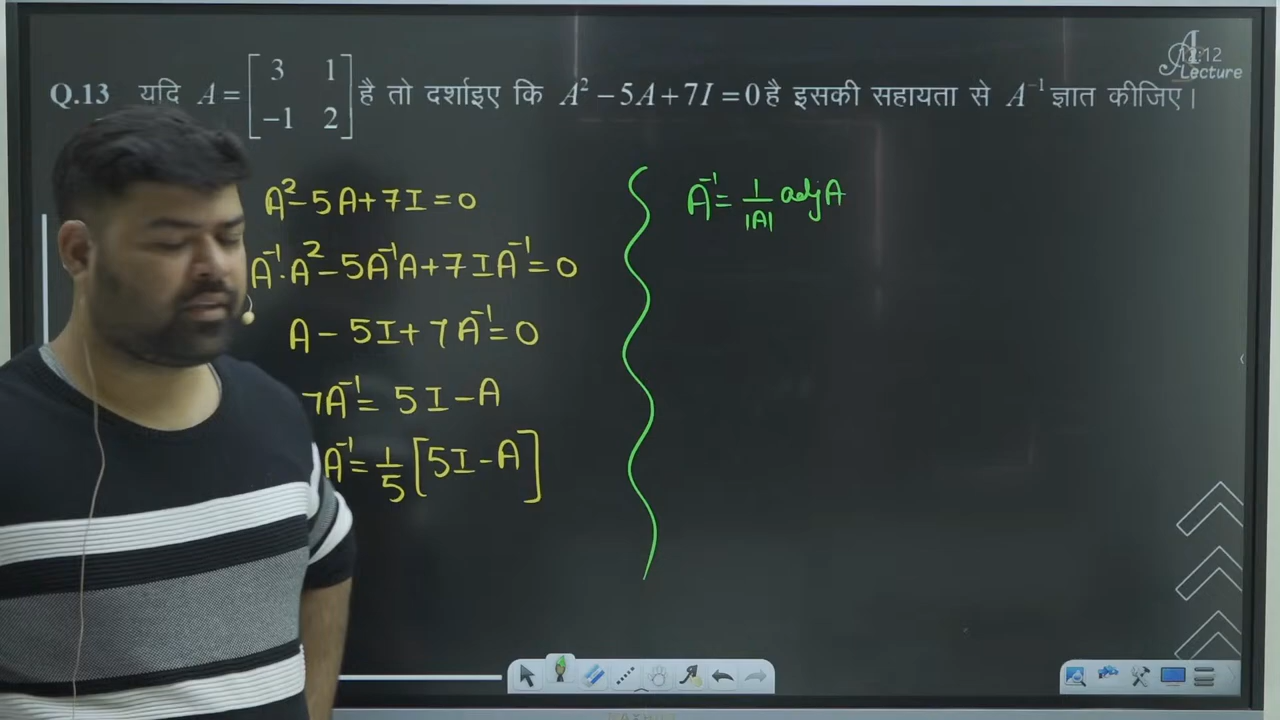 12:12
A Lecture
Q.13 यदि A = [3 1 -1 2] है तो दर्शाइए कि A² − 5A + 7I = 0 है इसकी सहायता से A⁻¹ ज्ञात कीजिए।
A² - 5A + 7I = 0
A⁻¹·A² - 5A⁻¹A + 7IA⁻¹ = 0
A - 5I + 7A⁻¹ = 0
7A⁻¹ = 5I - A
A⁻¹ = 1/5 [5I - A]
A⁻¹ = 1/|A| adj A